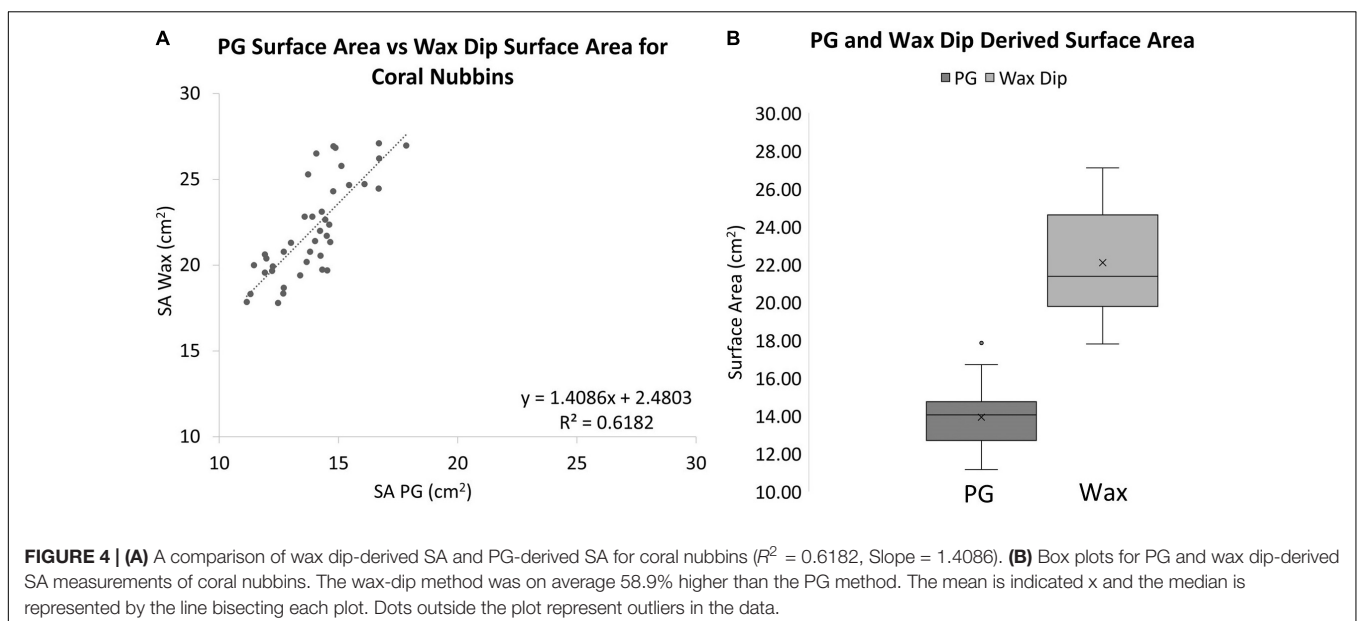 A
PG Surface Area vs Wax Dip Surface Area for
Coral Nubbins
30
25
20
15
10
SA Wax (cm²)
10 15 20 25 30
SA PG (cm²)
y = 1.4086x + 2.4803
R² = 0.6182
B
PG and Wax Dip Derived Surface Area
PG Wax Dip
30.00
28.00
26.00
24.00
22.00
20.00
18.00
16.00
14.00
12.00
10.00
Surface Area (cm²)
PG Wax
FIGURE 4 | (A) A comparison of wax dip-derived SA and PG-derived SA for coral nubbins (R² = 0.6182, Slope = 1.4086). (B) Box plots for PG and wax dip-derived
SA measurements of coral nubbins. The wax-dip method was on average 58.9% higher than the PG method. The mean is indicated x and the median is
represented by the line bisecting each plot. Dots outside the plot represent outliers in the data.